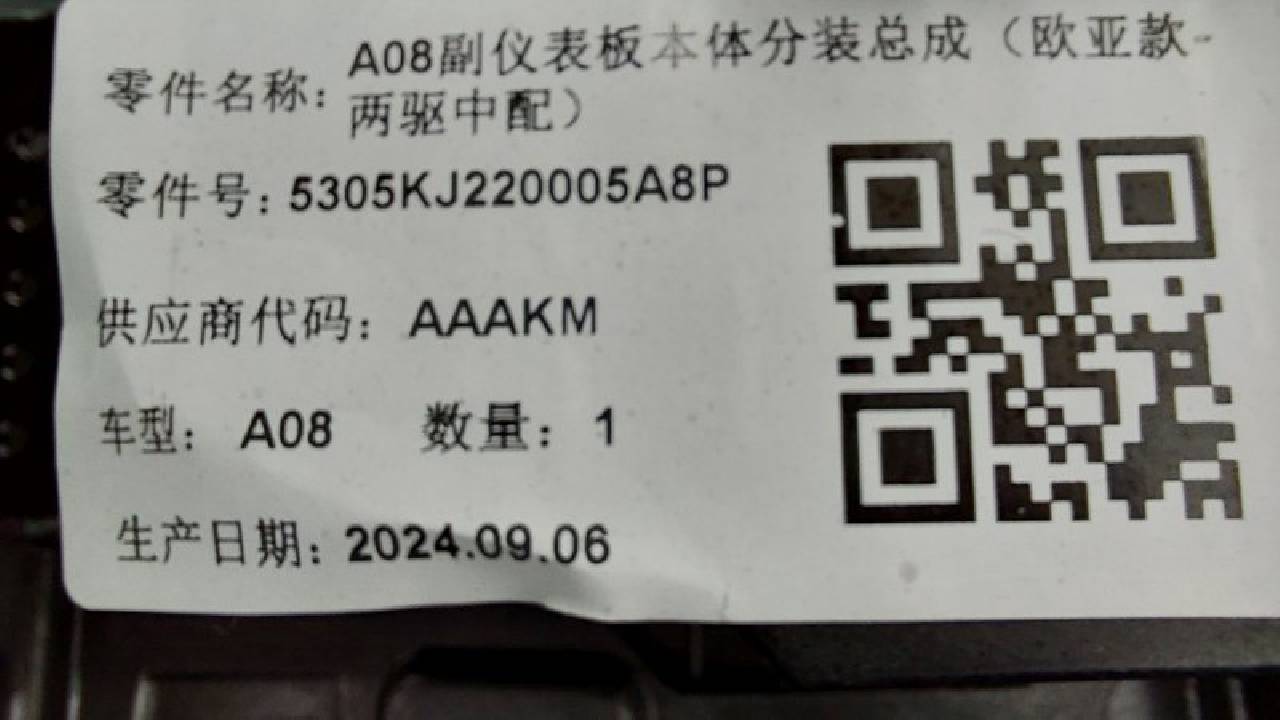 零件名称：A08副仪表板本体分装总成（欧亚款-
两驱中配）
零件号：5305KJ220005A8P
供应商代码：AAAKM
车型：A08 数量：1
生产日期：2024.09.06